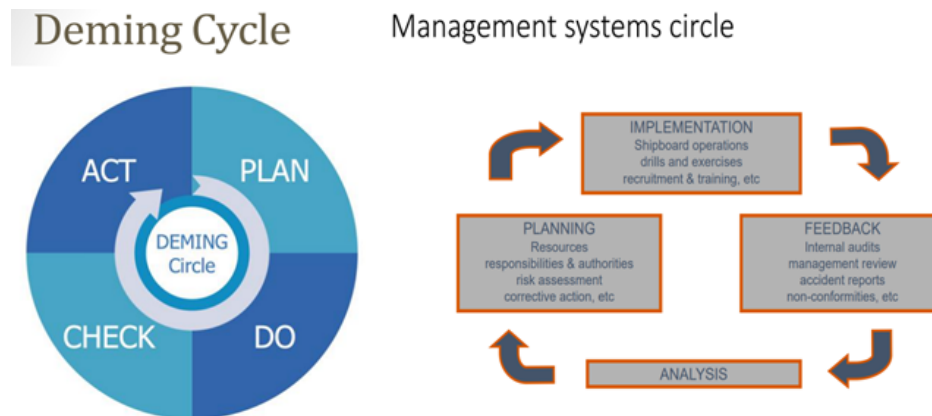 Deming Cycle
Management systems circle
ACT
PLAN
DEMING
Circle
CHECK
DO
IMPLEMENTATION
Shipboard operations
drills and exercises
recruitment & training, etc
PLANNING
Resources
responsibilities & authorities
risk assessment
corrective action, etc
FEEDBACK
Internal audits
management review
accident reports
non-conformities, etc
ANALYSIS